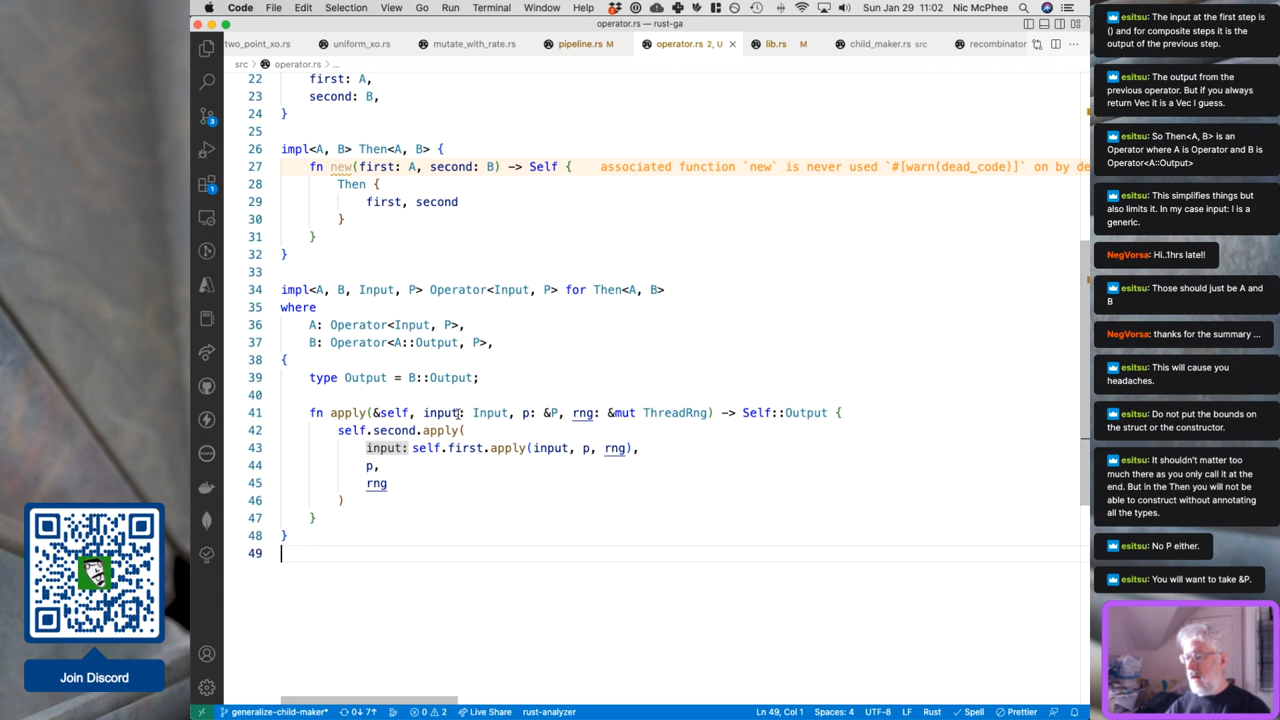 Code File Edit Selection View Go Run Terminal Window Help Sun Jan 29 11:02 Nic McPhee
operator.rs — rust-ga
two_point_xo.rs uniform_xo.rs mutate_with_rate.rs pipeline.rs M operator.rs 2, U lib.rs M child_maker.rs src recombinator
src > operator.rs > ...
22 first: A,
23 second: B,
24 }
25
26 impl<A, B> Then<A, B> {
27 fn new(first: A, second: B) -> Self { associated function `new` is never used `#[warn(dead_code)]` on by de
28 Then {
29 first, second
30 }
31 }
32 }
33
34 impl<A, B, Input, P> Operator<Input, P> for Then<A, B>
35 where
36 A: Operator<Input, P>,
37 B: Operator<A::Output, P>,
38 {
39 type Output = B::Output;
40
41 fn apply(&self, input: Input, p: &P, rng: &mut ThreadRng) -> Self::Output {
42 self.second.apply(
43 input: self.first.apply(input, p, rng),
44 p,
45 rng
46 )
47 }
48 }
49
3
1
generalize-child-maker* 0↓ 7↑ 0 2 Live Share rust-analyzer Ln 49, Col 1 Spaces: 4 UTF-8 LF Rust Spell Prettier
Join Discord
esitsu: The input at the first step is
() and for composite steps it is the
output of the previous step.
esitsu: The output from the
previous operator. But if you always
return Vec it is a Vec I guess.
esitsu: So Then<A, B> is an
Operator where A is Operator and B is
Operator<A::Output>
esitsu: This simplifies things but
also limits it. In my case input: I is a
generic.
NegVorsa: Hi..1hrs late!!
esitsu: Those should just be A and
B
NegVorsa: thanks for the summary ...
esitsu: This will cause you
headaches.
esitsu: Do not put the bounds on
the struct or the constructor.
esitsu: It shouldn't matter too
much there as you only call it at the
end. But in the Then you will not be
able to construct without annotating
all the types.
esitsu: No P either.
esitsu: You will want to take &P.